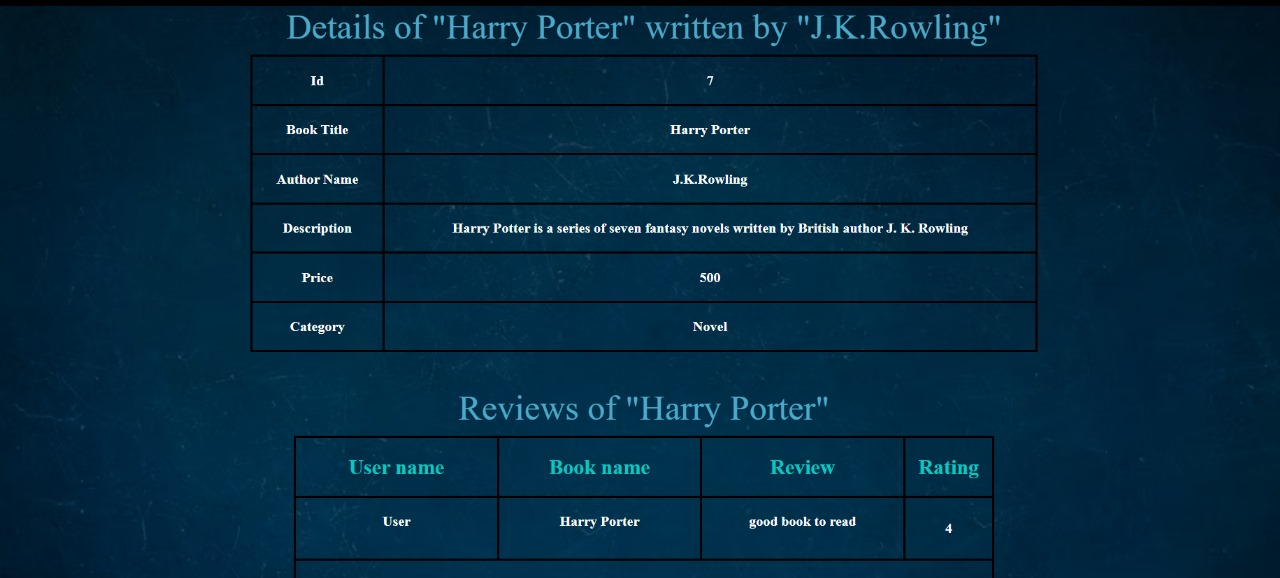 Details of "Harry Porter" written by "J.K.Rowling"
Id 7
Book Title Harry Porter
Author Name J.K.Rowling
Description Harry Potter is a series of seven fantasy novels written by British author J. K. Rowling
Price 500
Category Novel
Reviews of "Harry Porter"
User name Book name Review Rating
User Harry Porter good book to read 4